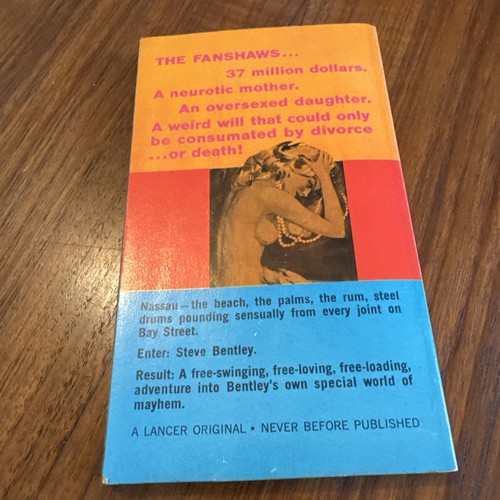 THE FANSHAWS...
37 million dollars.
A neurotic mother.
An oversexed daughter.
A weird will that could only
be consumated by divorce
...or death!
Nassau—the beach, the palms, the rum, steel
drums pounding sensually from every joint on
Bay Street.
Enter: Steve Bentley.
Result: A free-swinging, free-loving, free-loading,
adventure into Bentley's own special world of
mayhem.
A LANCER ORIGINAL • NEVER BEFORE PUBLISHED